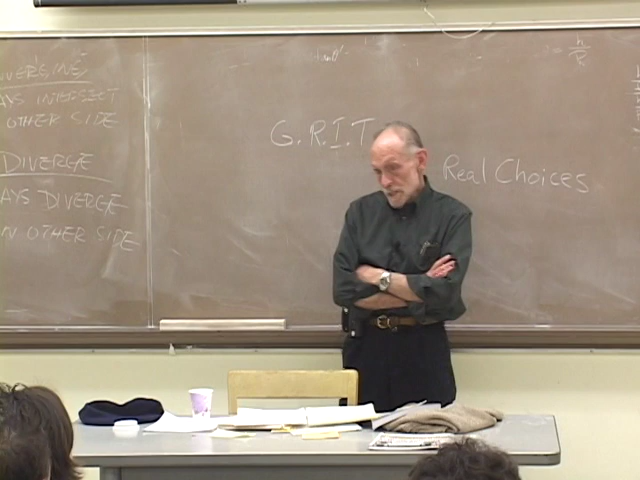 AYS INTERSECT
OTHER SIDE
DIVERGE
AYS DIVERGE
N OTHER SIDE
G.R.I.T
Real Choices